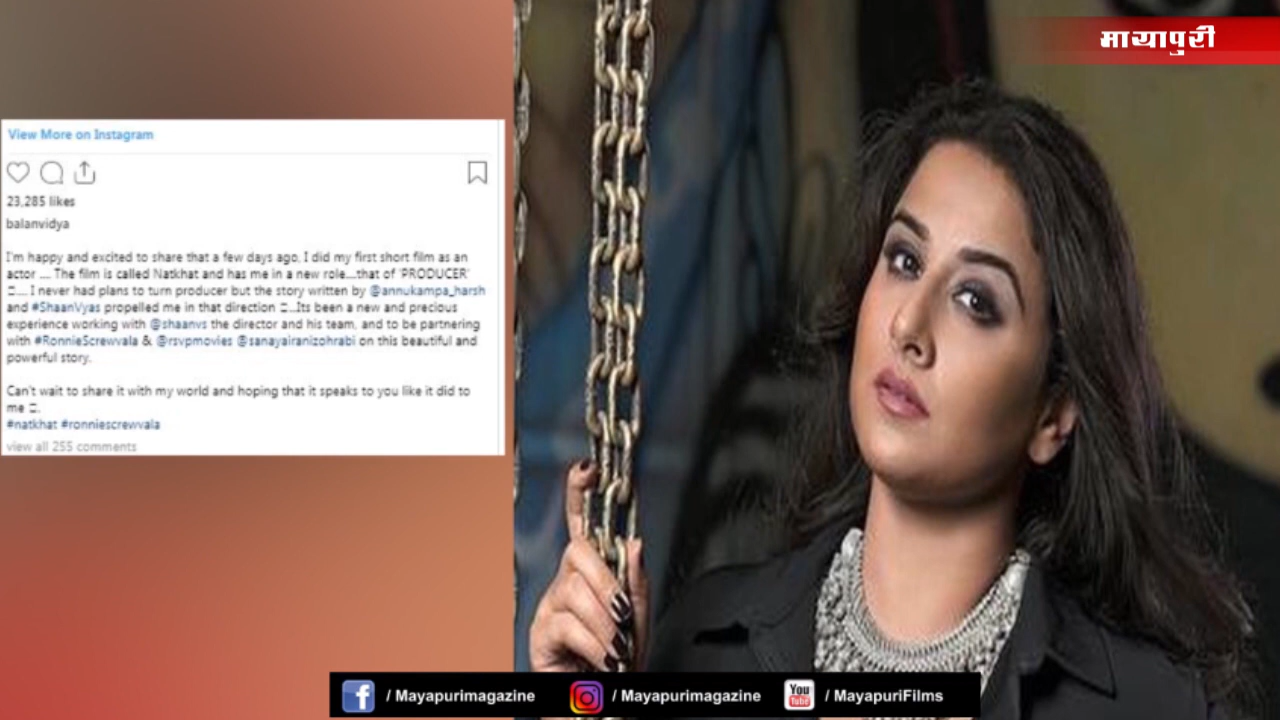 मायापुरी
View More on Instagram
23,285 likes
balanvidya
I'm happy and excited to share that a few days ago, I did my first short film as an
actor .... The film is called Natkhat and has me in a new role....that of 'PRODUCER'
.... I never had plans to turn producer but the story written by @annukampa_harsh
and #ShaanVyas propelled me in that direction ...Its been a new and precious
experience working with @shaanvs the director and his team, and to be partnering
with #RonnieScrewvala & @rsvpmovies @sanayairanizohrabi on this beautiful and
powerful story.
Can't wait to share it with my world and hoping that it speaks to you like it did to
me .
#natkhat #ronniescrewvala
view all 255 comments
/ Mayapurimagazine
/ Mayapurimagazine
You
Tube
/ MayapuriFilms